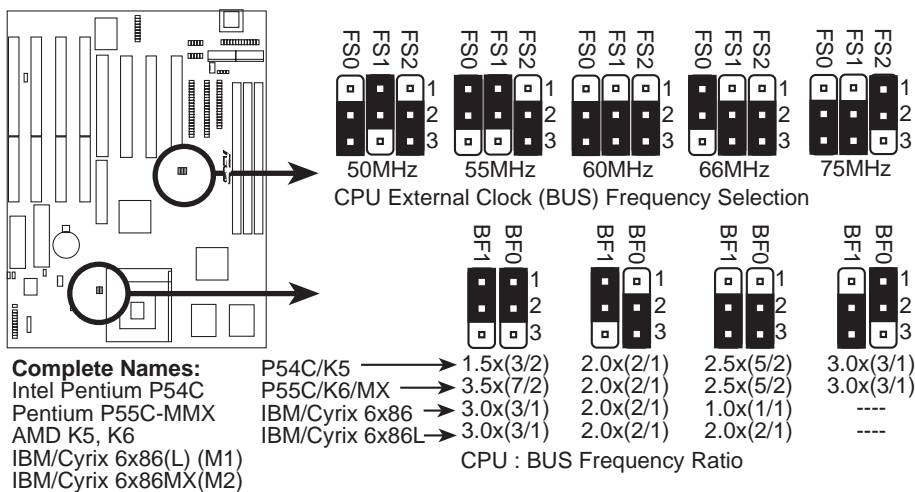 FS0 FS1 FS2 FS0 FS1 FS2 FS0 FS1 FS2 FS0 FS1 FS2 FS0 FS1 FS2
1 1 1 1 1
2 2 2 2 2
3 3 3 3 3
50MHz 55MHz 60MHz 66MHz 75MHz
CPU External Clock (BUS) Frequency Selection
BF1 BF0 BF1 BF0 BF1 BF0 BF1 BF0
1 1 1 1
2 2 2 2
3 3 3 3
P54C/K5 1.5x(3/2) 2.0x(2/1) 2.5x(5/2) 3.0x(3/1)
P55C/K6/MX 3.5x(7/2) 2.0x(2/1) 2.5x(5/2) 3.0x(3/1)
IBM/Cyrix 6x86 3.0x(3/1) 2.0x(2/1) 1.0x(1/1) ----
IBM/Cyrix 6x86L 3.0x(3/1) 2.0x(2/1) 2.0x(2/1) ----
CPU : BUS Frequency Ratio
Complete Names:
Intel Pentium P54C
Pentium P55C-MMX
AMD K5, K6
IBM/Cyrix 6x86(L) (M1)
IBM/Cyrix 6x86MX(M2)